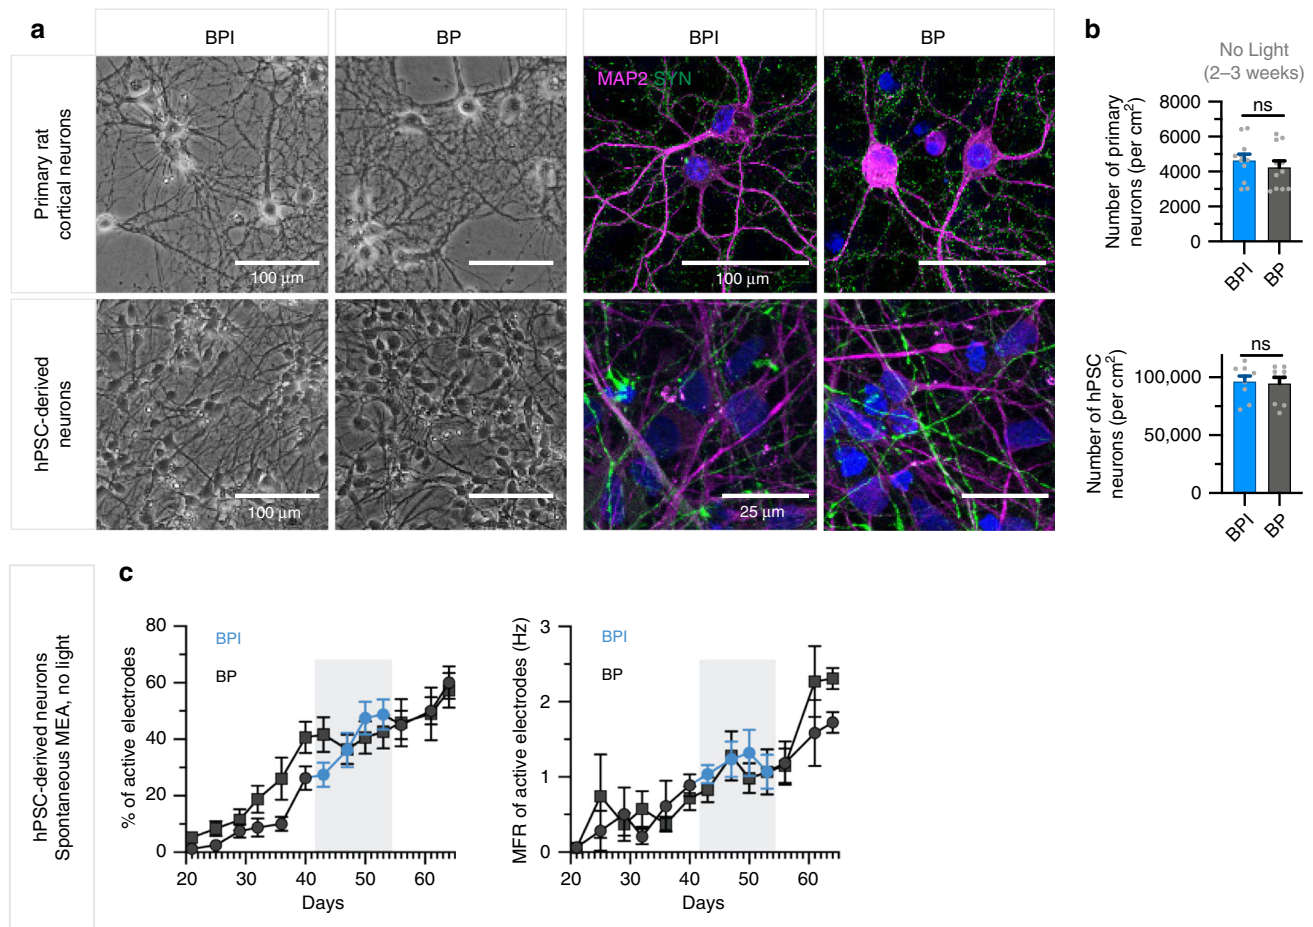 a
BPI
BP
BPI
BP
Primary rat
cortical neurons
100 μm
MAP2 SYN
100 μm
hPSC-derived
neurons
100 μm
25 μm
b
No Light
(2–3 weeks)
Number of primary
neurons (per cm²)
8000
6000
4000
2000
0
ns
BPI
BP
Number of hPSC
neurons (per cm²)
100,000
50,000
0
ns
BPI
BP
hPSC-derived neurons
Spontaneous MEA, no light
c
% of active electrodes
80
60
40
20
0
BPI
BP
20
30
40
50
60
Days
MFR of active electrodes (Hz)
3
2
1
0
BPI
BP
20
30
40
50
60
Days